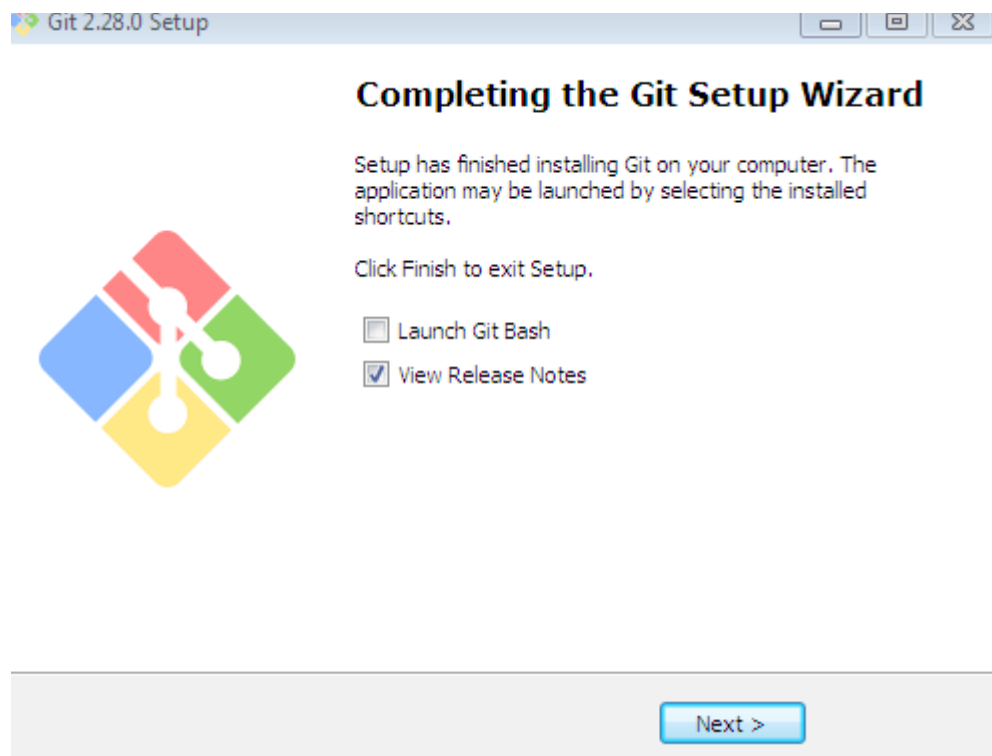 Git 2.28.0 Setup
Completing the Git Setup Wizard
Setup has finished installing Git on your computer. The
application may be launched by selecting the installed
shortcuts.
Click Finish to exit Setup.
Launch Git Bash
View Release Notes
Next >